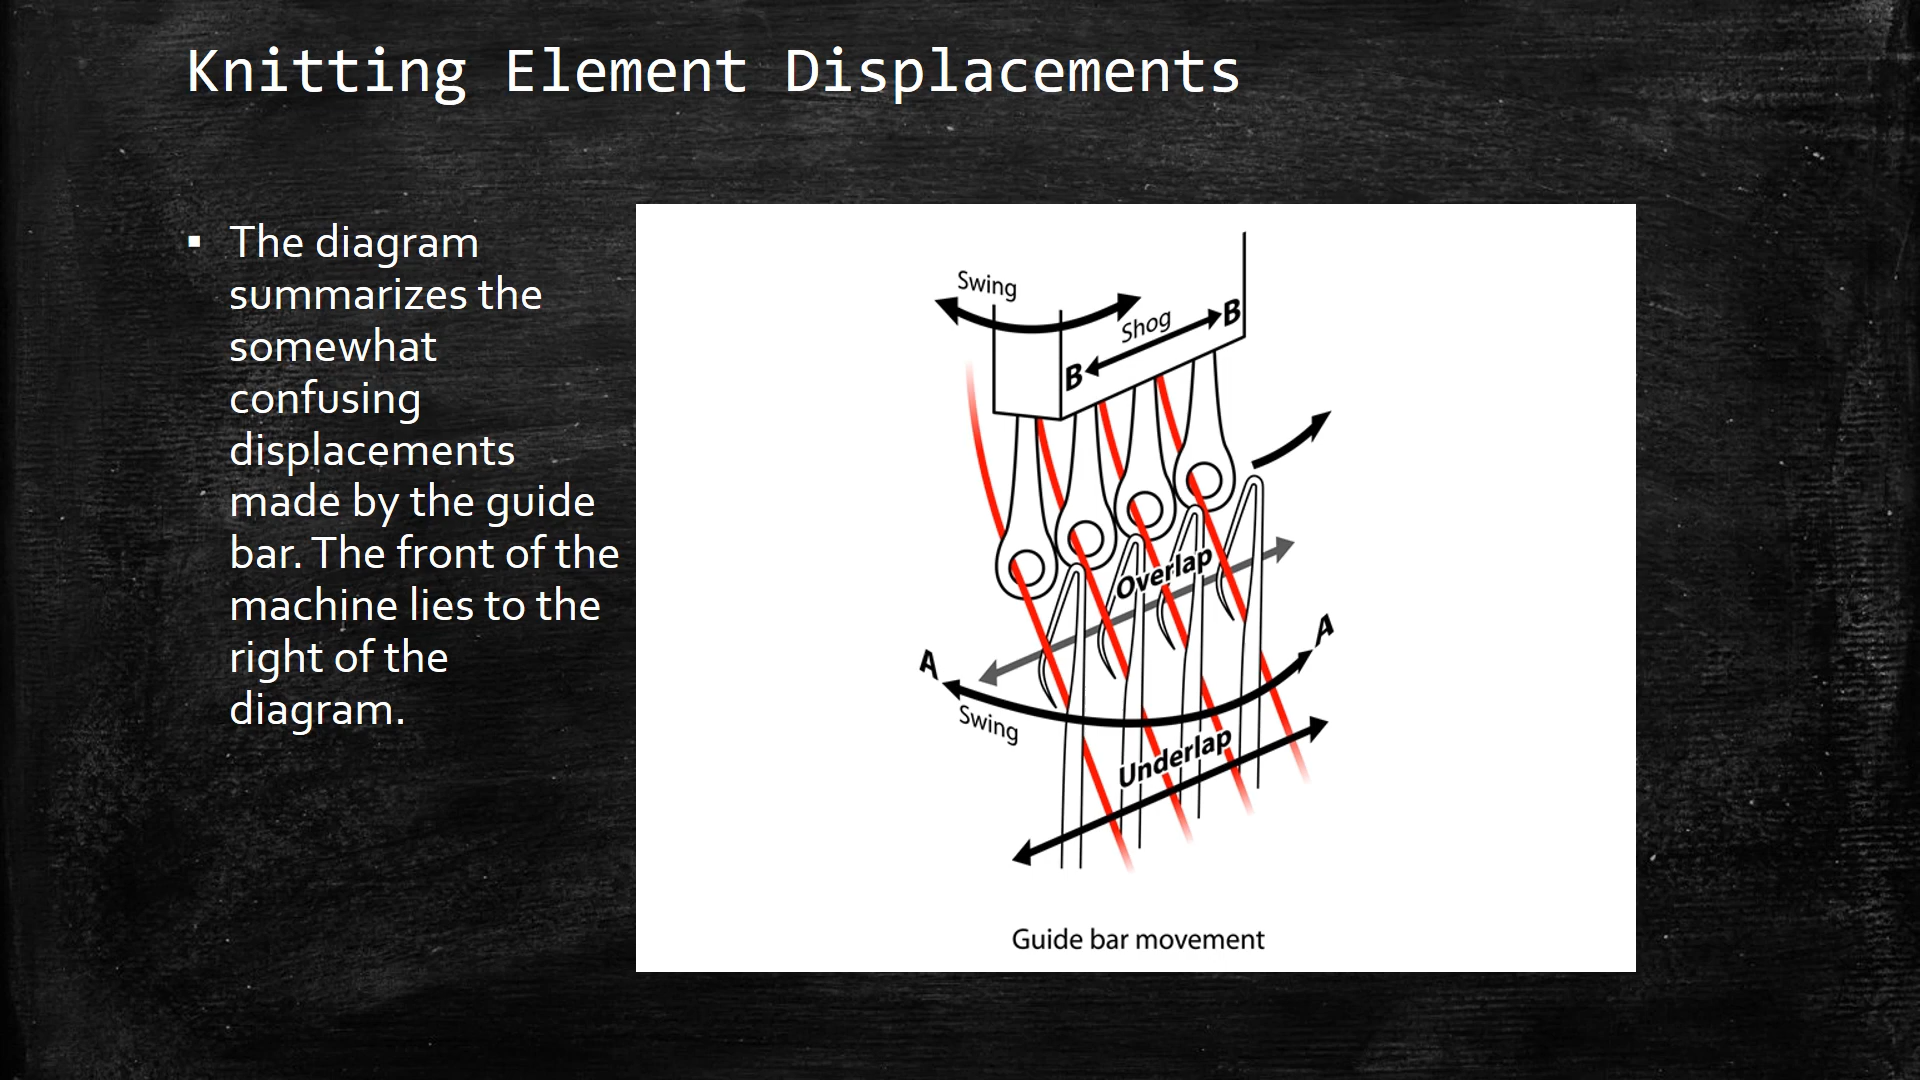 Knitting Element Displacements
▪ The diagram
summarizes the
somewhat
confusing
displacements
made by the guide
bar. The front of the
machine lies to the
right of the
diagram.
Swing
Shog
B
B
Overlap
A
A
Swing
Underlap
Guide bar movement